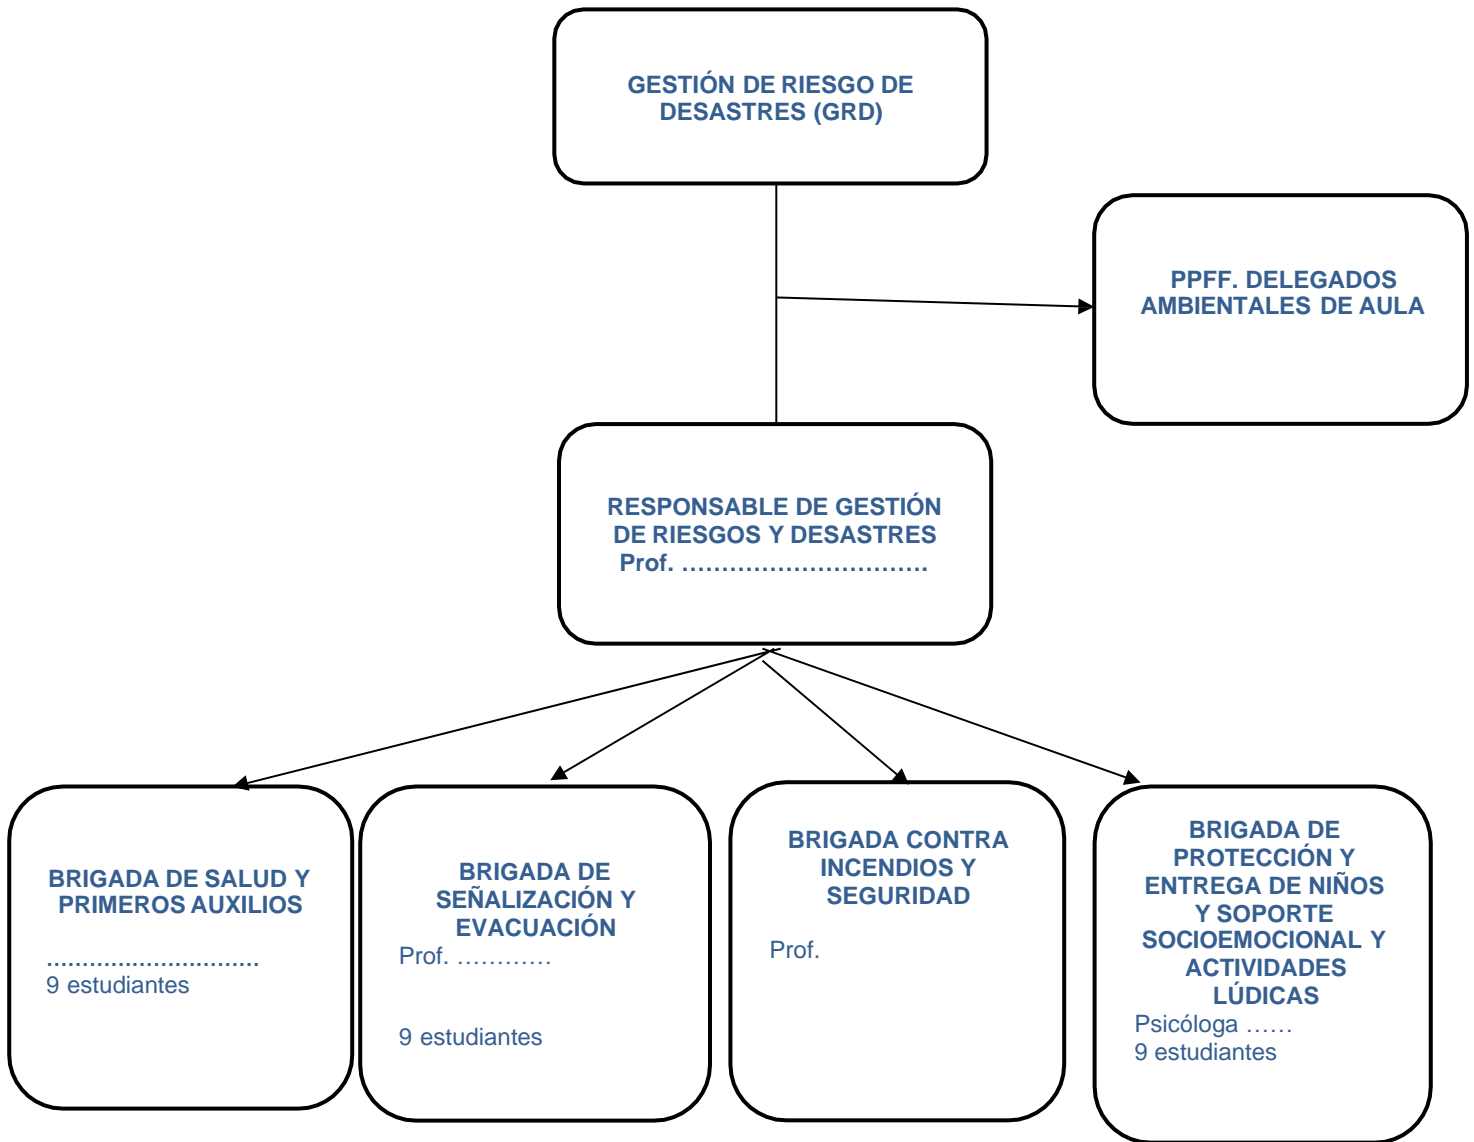 GESTIÓN DE RIESGO DE
DESASTRES (GRD)
PPFF. DELEGADOS
AMBIENTALES DE AULA
RESPONSABLE DE GESTIÓN
DE RIESGOS Y DESASTRES
Prof. …………………………..
BRIGADA DE SALUD Y
PRIMEROS AUXILIOS
………………………..
9 estudiantes
BRIGADA DE
SEÑALIZACIÓN Y
EVACUACIÓN
Prof. …………
9 estudiantes
BRIGADA CONTRA
INCENDIOS Y
SEGURIDAD
Prof.
BRIGADA DE
PROTECCIÓN Y
ENTREGA DE NIÑOS
Y SOPORTE
SOCIOEMOCIONAL Y
ACTIVIDADES
LÚDICAS
Psicóloga ……
9 estudiantes